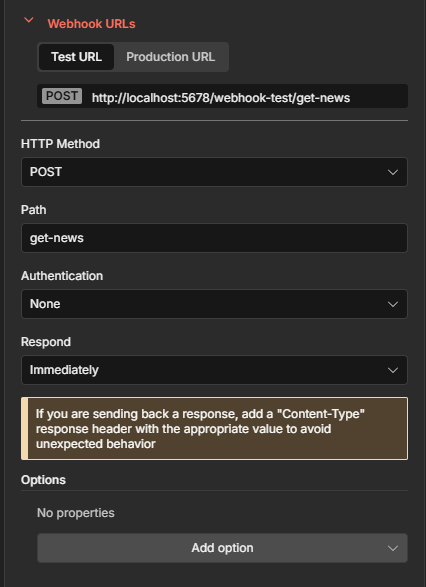 Webhook URLs
Test URL Production URL
POST http://localhost:5678/webhook-test/get-news
HTTP Method
POST
Path
get-news
Authentication
None
Respond
Immediately
If you are sending back a response, add a "Content-Type"
response header with the appropriate value to avoid
unexpected behavior
Options
No properties
Add option